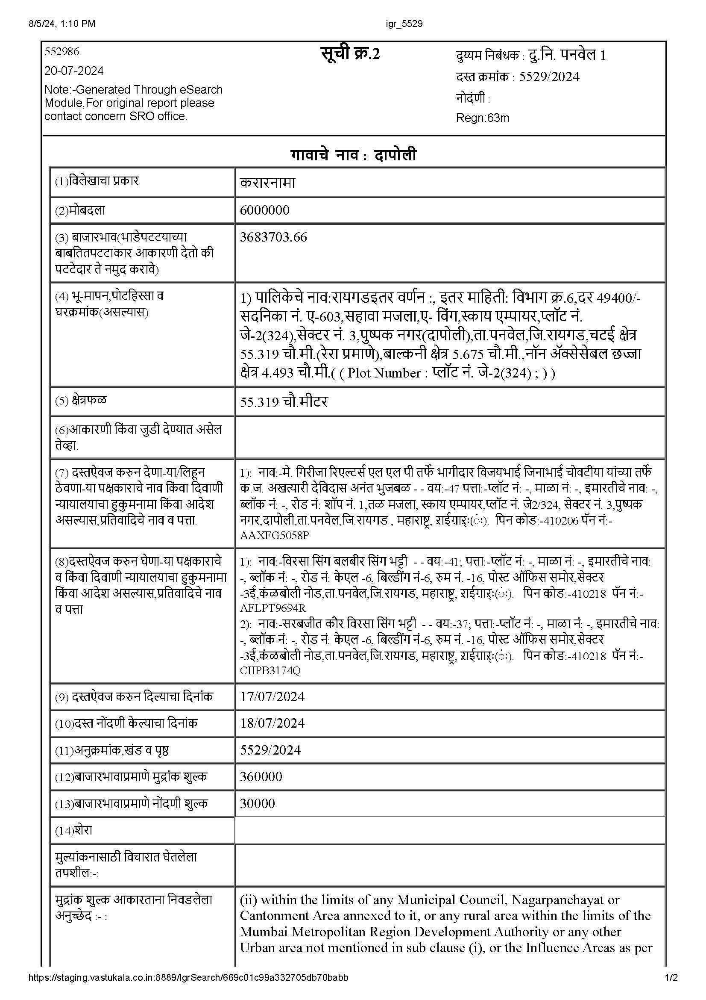 8/5/24, 1:10 PM
igr_5529
552986
20-07-2024
Note:-Generated Through eSearch
Module,For original report please
contact concern SRO office.
सूची क्र.2
दुय्यम निबंधक : दु.नि. पनवेल 1
दस्त क्रमांक : 5529/2024
नोदंणी :
Regn:63m
गावाचे नाव : दापोली
(1)विलेखाचा प्रकार
करारनामा
(2)मोबदला
6000000
(3) बाजारभाव(भाडेपटटयाच्या
बाबतितपटटाकार आकारणी देतो की
पटटेदार ते नमुद करावे)
3683703.66
(4) भू-मापन,पोटहिस्सा व
घरक्रमांक(असल्यास)
1) पालिकेचे नाव:रायगडइतर वर्णन :, इतर माहिती: विभाग क्र.6,दर 49400/-
सदनिका नं. ए-603,सहावा मजला,ए- विंग,स्काय एम्पायर,प्लॉट नं.
जे-2(324),सेक्टर नं. 3,पुष्पक नगर(दापोली),ता.पनवेल,जि.रायगड,चटई क्षेत्र
55.319 चौ.मी.(रेरा प्रमाणे),बाल्कनी क्षेत्र 5.675 चौ.मी.,नॉन ॲक्सेसेबल छज्जा
क्षेत्र 4.493 चौ.मी.( ( Plot Number : प्लॉट नं. जे-2(324) ; ) )
(5) क्षेत्रफळ
55.319 चौ.मीटर
(6)आकारणी किंवा जुडी देण्यात असेल
तेव्हा.
(7) दस्तऐवज करुन देणा-या/लिहून
ठेवणा-या पक्षकाराचे नाव किंवा दिवाणी
न्यायालयाचा हुकुमनामा किंवा आदेश
असल्यास,प्रतिवादिचे नाव व पत्ता.
1): नाव:-मे. गिरीजा रिएल्टर्स एल एल पी तर्फे भागीदार विजयभाई जिनाभाई चोवटीया यांच्या तर्फे
क.ज. अखत्यारी देविदास अनंत भुजबळ - - वय:-47 पत्ता:-प्लॉट नं: -, माळा नं: -, इमारतीचे नाव: -,
ब्लॉक नं: -, रोड नं: शॉप नं. 1,तळ मजला, स्काय एम्पायर,प्लॉट नं. जे2/324, सेक्टर नं. 3,पुष्पक
नगर,दापोली,ता.पनवेल,जि.रायगड , महाराष्ट्र, ऱाईग़ाऱ्ः(ंः). पिन कोड:-410206 पॅन नं:-
AAXFG5058P
(8)दस्तऐवज करुन घेणा-या पक्षकाराचे
व किंवा दिवाणी न्यायालयाचा हुकुमनामा
किंवा आदेश असल्यास,प्रतिवादिचे नाव
व पत्ता
1): नाव:-विरसा सिंग बलबीर सिंग भट्टी - - वय:-41; पत्ता:-प्लॉट नं: -, माळा नं: -, इमारतीचे नाव:
-, ब्लॉक नं: -, रोड नं: केएल -6, बिल्डींग नं-6, रुम नं. -16, पोस्ट ऑफिस समोर,सेक्टर
-3ई,कंळबोली नोड,ता.पनवेल,जि.रायगड, महाराष्ट्र, ऱाईग़ाऱ्ः(ंः). पिन कोड:-410218 पॅन नं:-
AFLPT9694R
2): नाव:-सरबजीत कौर विरसा सिंग भट्टी - - वय:-37; पत्ता:-प्लॉट नं: -, माळा नं: -, इमारतीचे नाव:
-, ब्लॉक नं: -, रोड नं: केएल -6, बिल्डींग नं-6, रुम नं. -16, पोस्ट ऑफिस समोर,सेक्टर
-3ई,कंळबोली नोड,ता.पनवेल,जि.रायगड, महाराष्ट्र, ऱाईग़ाऱ्ः(ंः). पिन कोड:-410218 पॅन नं:-
CIIPB3174Q
(9) दस्तऐवज करुन दिल्याचा दिनांक
17/07/2024
(10)दस्त नोंदणी केल्याचा दिनांक
18/07/2024
(11)अनुक्रमांक,खंड व पृष्ठ
5529/2024
(12)बाजारभावाप्रमाणे मुद्रांक शुल्क
360000
(13)बाजारभावाप्रमाणे नोंदणी शुल्क
30000
(14)शेरा
मुल्यांकनासाठी विचारात घेतलेला
तपशील:-:
मुद्रांक शुल्क आकारताना निवडलेला
अनुच्छेद :- :
(ii) within the limits of any Municipal Council, Nagarpanchayat or
Cantonment Area annexed to it, or any rural area within the limits of the
Mumbai Metropolitan Region Development Authority or any other
Urban area not mentioned in sub clause (i), or the Influence Areas as per
https://staging.vastukala.co.in:8889/IgrSearch/669c01c99a332705db70babb
1/2